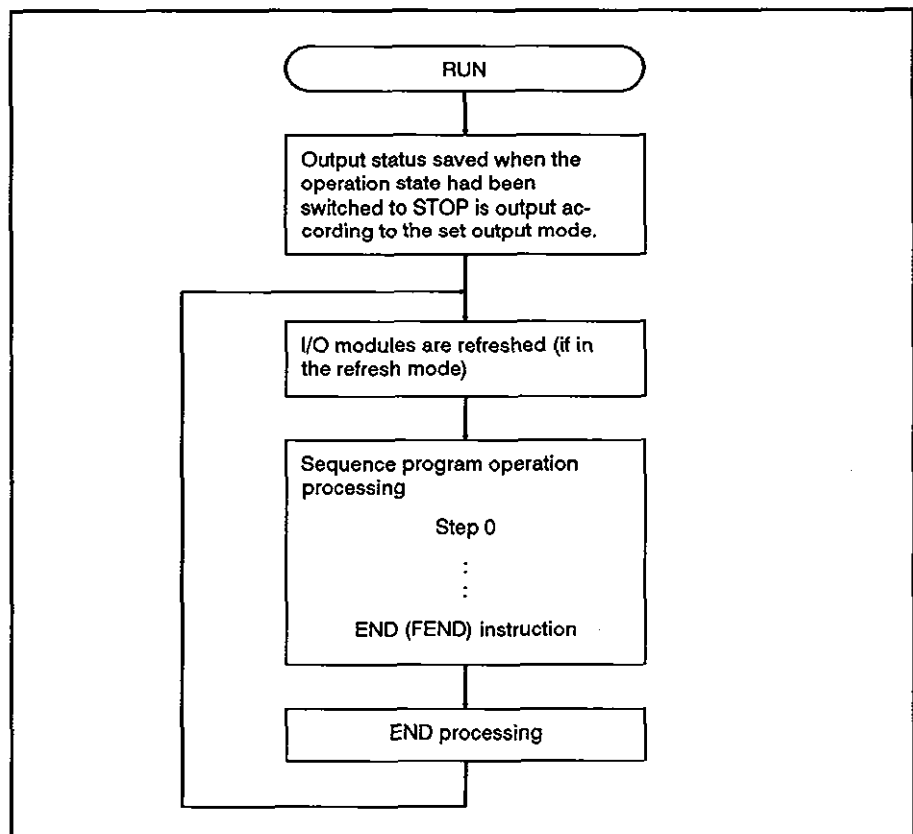 RUN
Output status saved when the
operation state had been
switched to STOP is output ac-
cording to the set output mode.
I/O modules are refreshed (if in
the refresh mode)
Sequence program operation
processing
Step 0
:
:
END (FEND) instruction
END processing